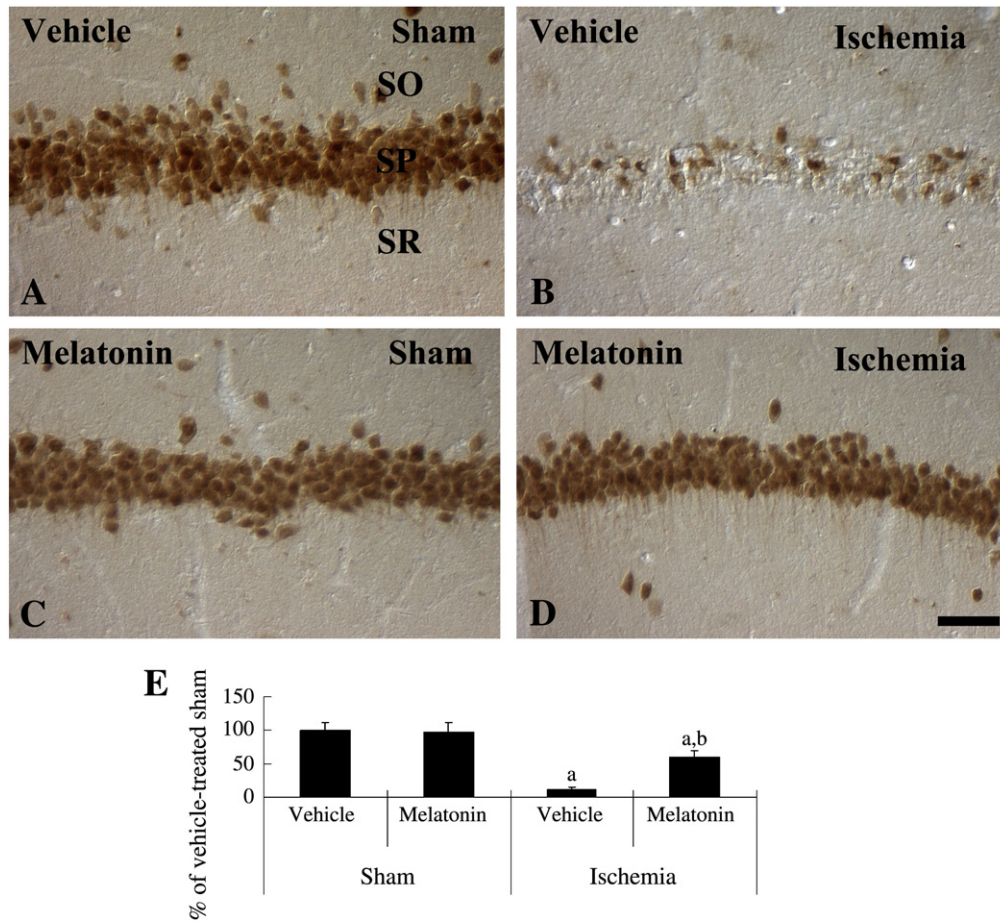 Vehicle Sham
SO
SP
SR
A
Vehicle Ischemia
B
Melatonin Sham
C
Melatonin Ischemia
D
E
% of vehicle-treated sham
150
100
50
0
a
a,b
Vehicle Melatonin Vehicle Melatonin
Sham Ischemia